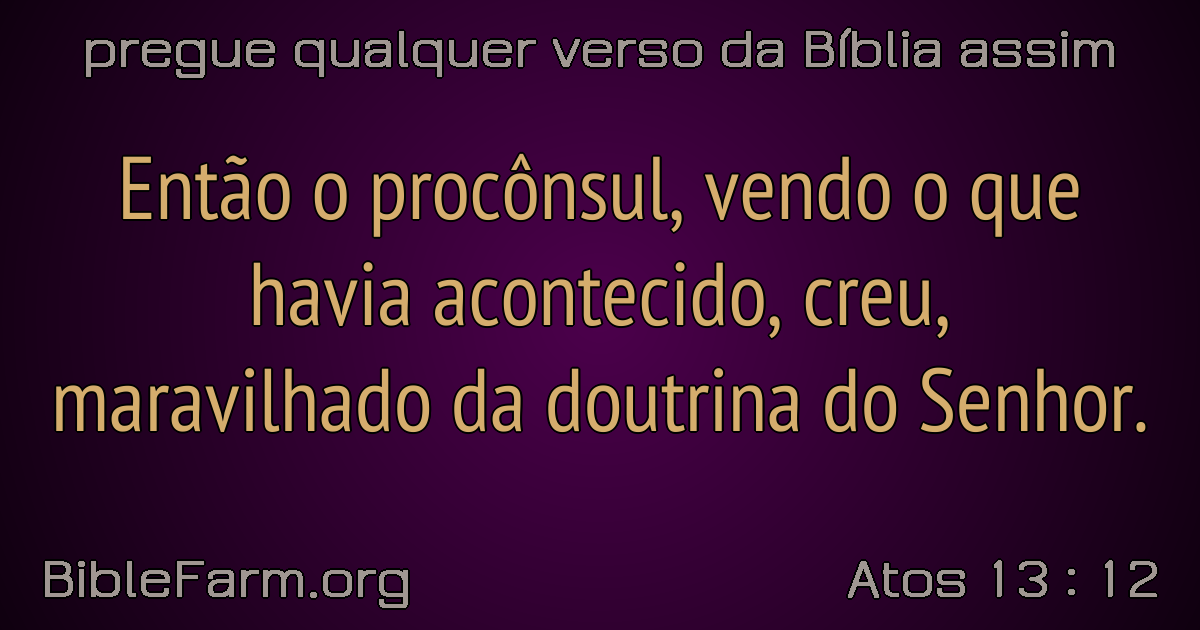 pregue qualquer verso da Bíblia assim
Então o procônsul, vendo o que
havia acontecido, creu,
maravilhado da doutrina do Senhor.
BibleFarm.org
Atos 13 : 12